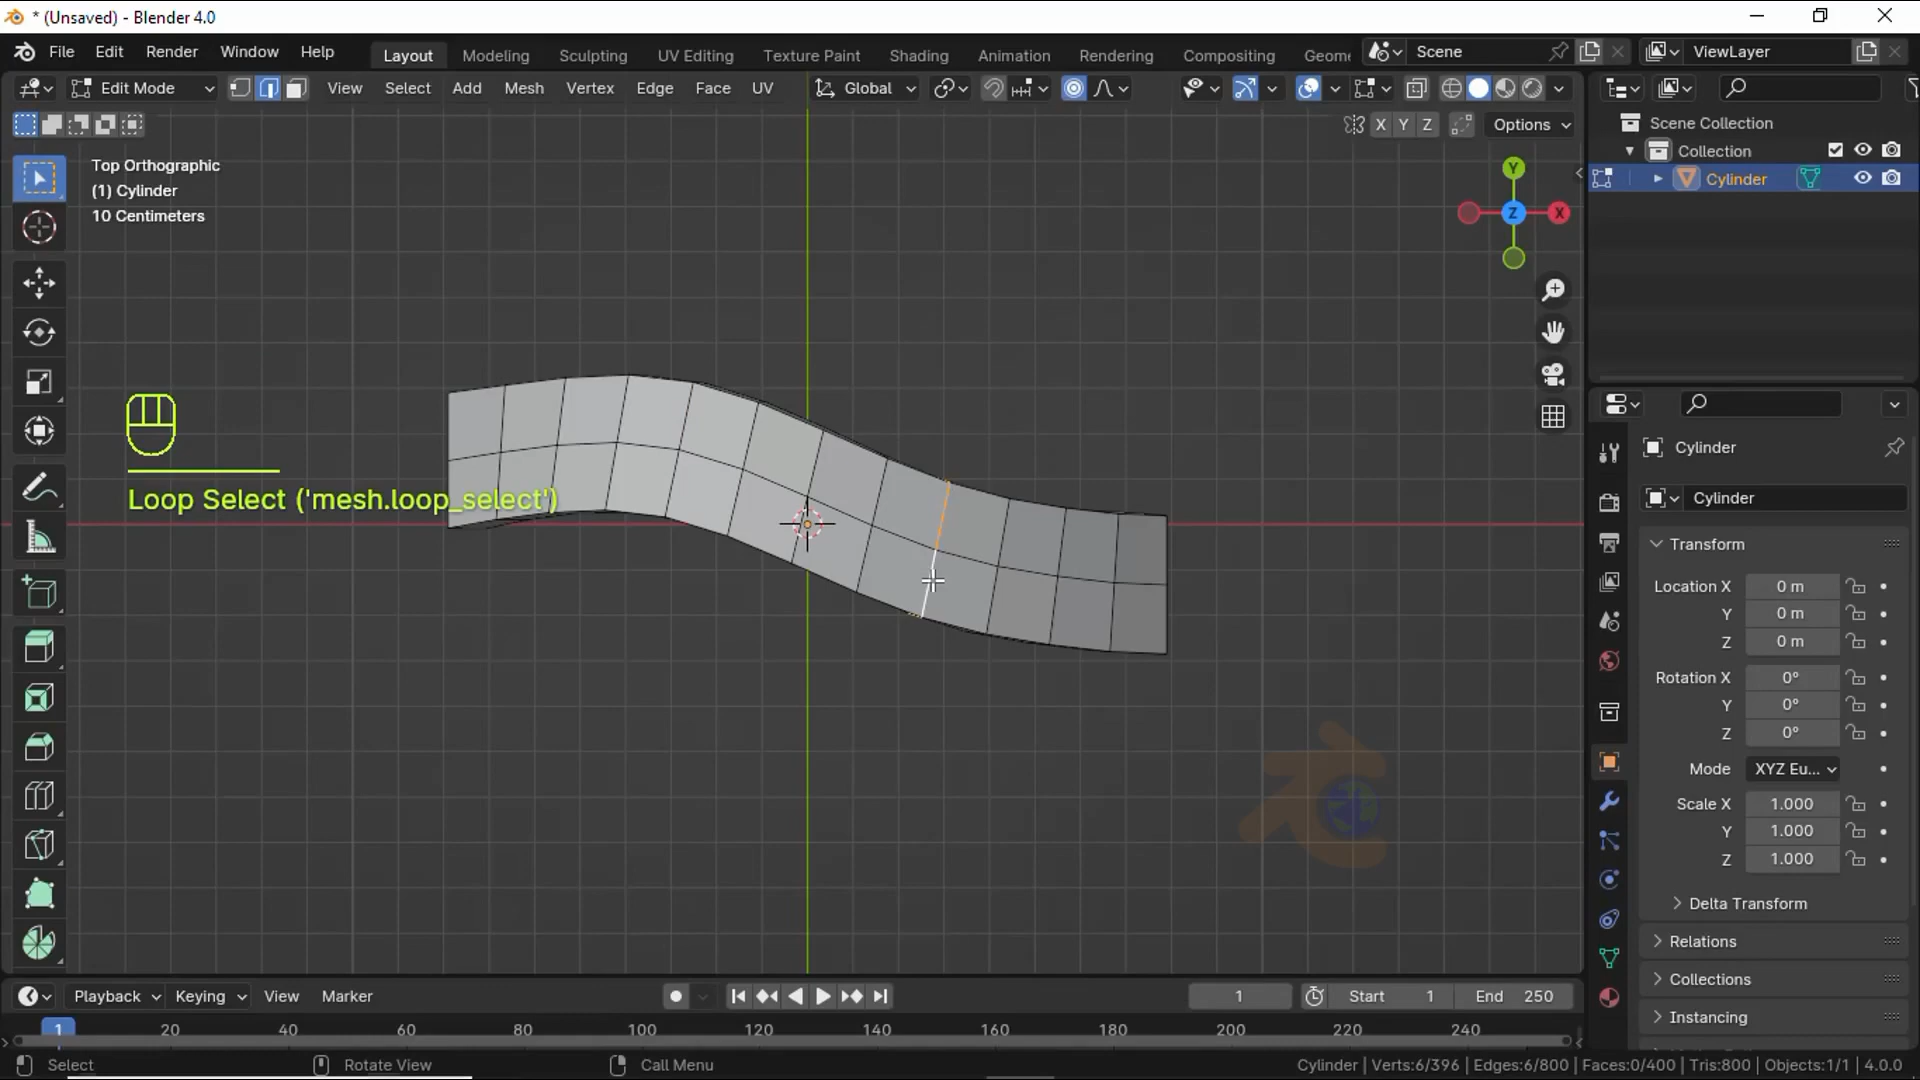 * (Unsaved) - Blender 4.0
File Edit Render Window Help Layout Modeling Sculpting UV Editing Texture Paint Shading Animation Rendering Compositing Geome Scene ViewLayer
Edit Mode View Select Add Mesh Vertex Edge Face UV Global
X Y Z Options
Top Orthographic
(1) Cylinder
10 Centimeters
Y
X
Z
Loop Select ('mesh.loop_select')
Scene Collection
Collection
Cylinder
Cylinder
Cylinder
Transform
Location X 0 m
Y 0 m
Z 0 m
Rotation X 0°
Y 0°
Z 0°
Mode XYZ Eu...
Scale X 1.000
Y 1.000
Z 1.000
Delta Transform
Relations
Collections
Instancing
Playback Keying View Marker 1 Start 1 End 250
1 20 40 60 80 100 120 140 160 180 200 220 240
Select Rotate View Call Menu Cylinder | Verts:6/396 | Edges:6/800 | Faces:0/400 | Tris:800 | Objects:1/1 | 4.0.0